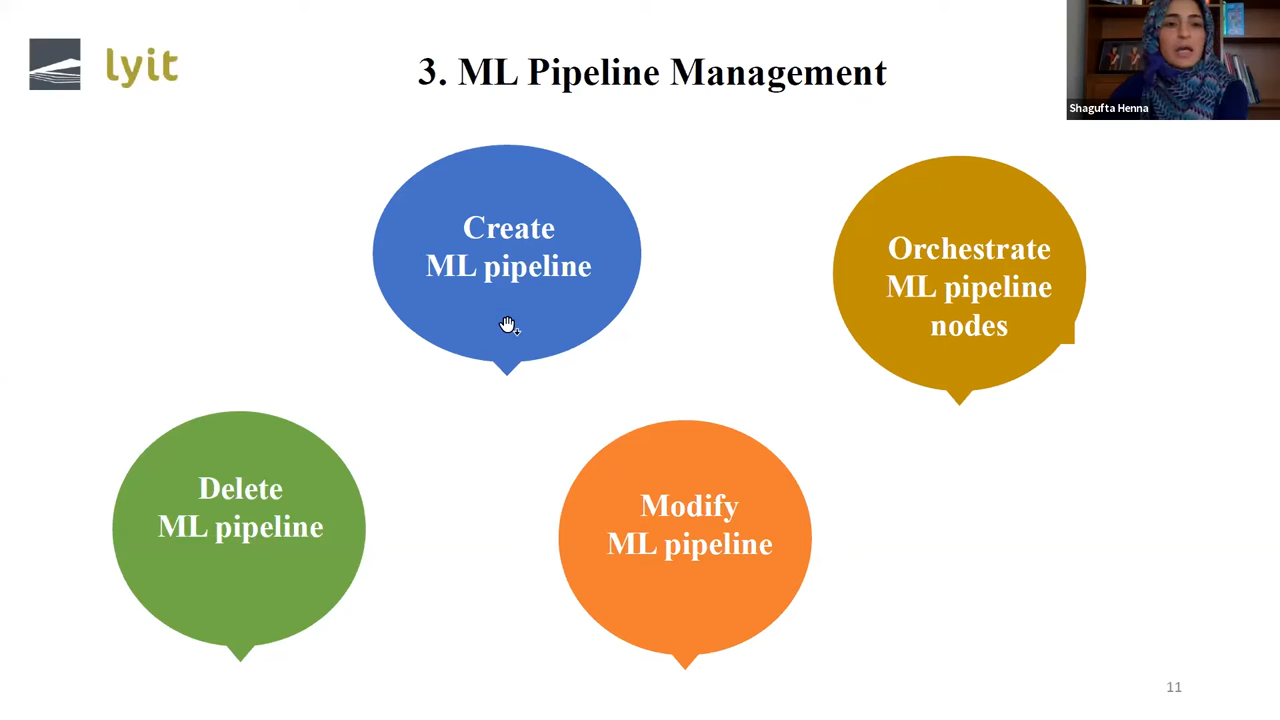 lyit
3. ML Pipeline Management
Shagufta Henna
Create
ML pipeline
Orchestrate
ML pipeline
nodes
Delete
ML pipeline
Modify
ML pipeline
11